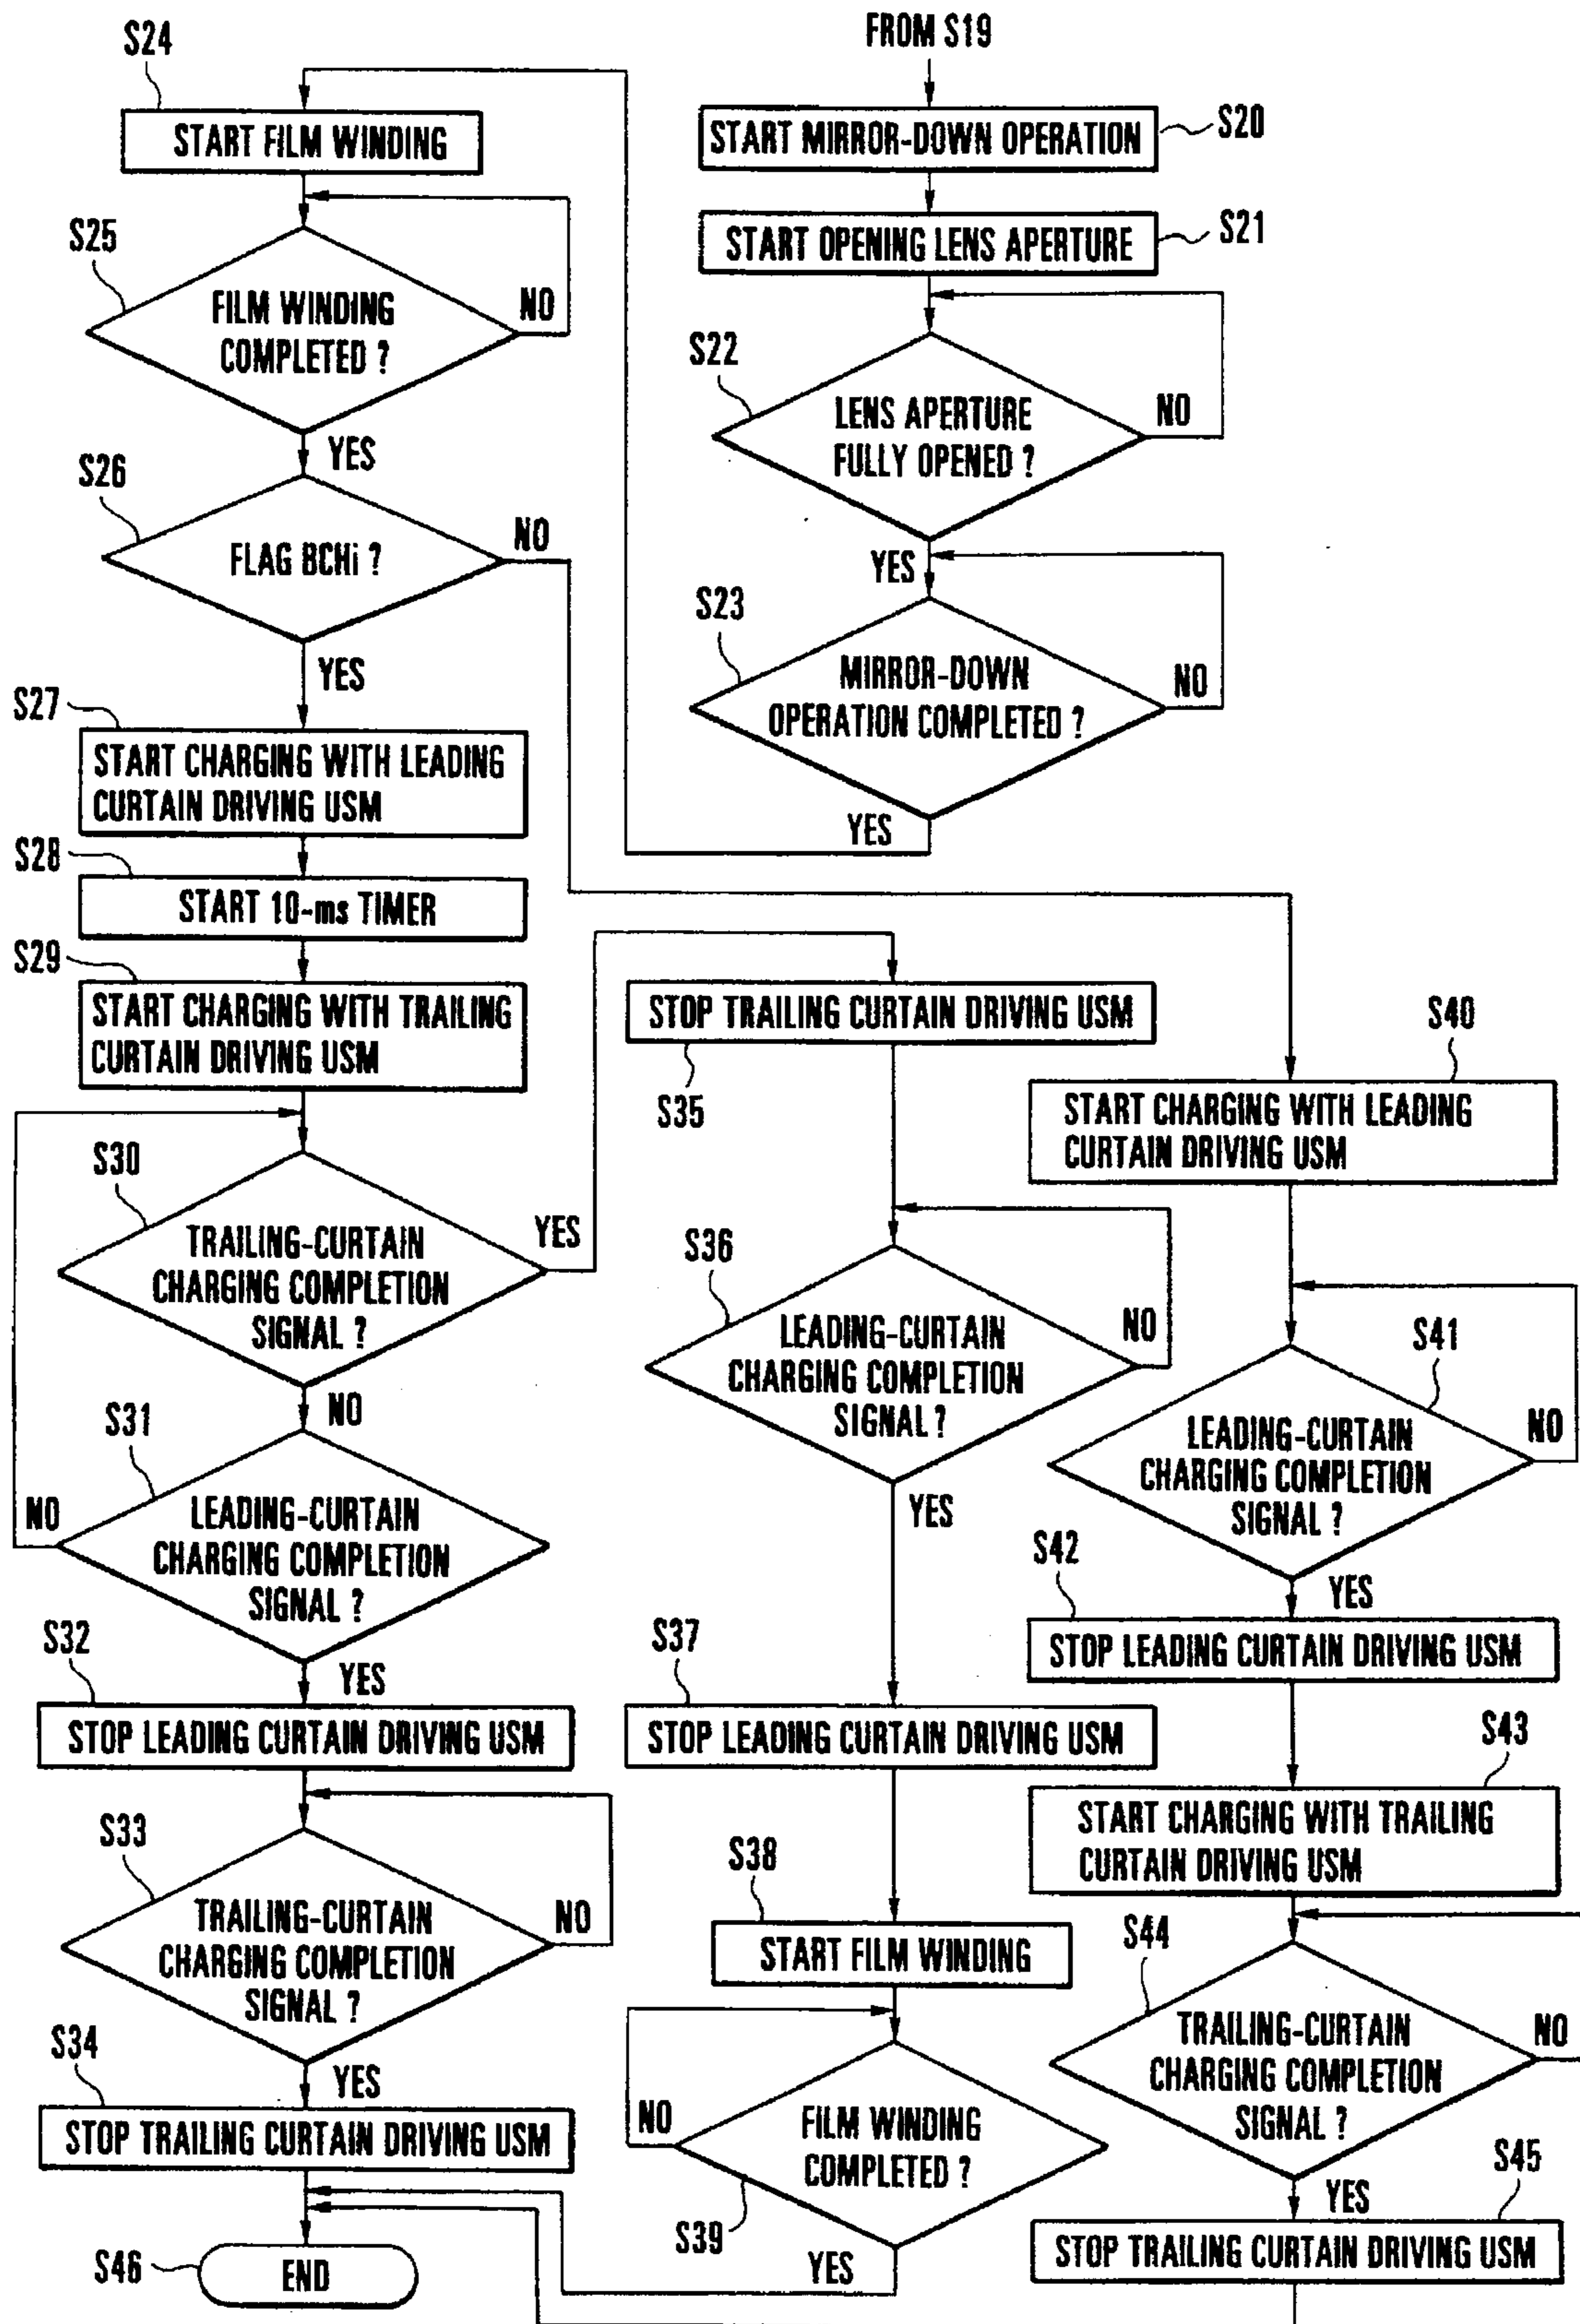 FROM S19
START MIRROR-DOWN OPERATION
S20
START OPENING LENS APERTURE
S21
S22
LENS APERTURE
FULLY OPENED ?
NO
YES
S23
MIRROR-DOWN
OPERATION COMPLETED ?
NO
YES
S24
START FILM WINDING
S25
FILM WINDING
COMPLETED ?
NO
YES
S26
FLAG BCHi ?
NO
YES
S27
START CHARGING WITH LEADING
CURTAIN DRIVING USM
S28
START 10-ms TIMER
S29
START CHARGING WITH TRAILING
CURTAIN DRIVING USM
S30
TRAILING-CURTAIN
CHARGING COMPLETION
SIGNAL ?
YES
NO
S31
LEADING-CURTAIN
CHARGING COMPLETION
SIGNAL ?
NO
YES
S32
STOP LEADING CURTAIN DRIVING USM
S33
TRAILING-CURTAIN
CHARGING COMPLETION
SIGNAL ?
NO
YES
S34
STOP TRAILING CURTAIN DRIVING USM
S46
END
STOP TRAILING CURTAIN DRIVING USM
S35
S36
LEADING-CURTAIN
CHARGING COMPLETION
SIGNAL ?
NO
YES
S37
STOP LEADING CURTAIN DRIVING USM
S38
START FILM WINDING
FILM WINDING
COMPLETED ?
NO
S39
YES
S40
START CHARGING WITH LEADING
CURTAIN DRIVING USM
S41
LEADING-CURTAIN
CHARGING COMPLETION
SIGNAL ?
NO
YES
S42
STOP LEADING CURTAIN DRIVING USM
S43
START CHARGING WITH TRAILING
CURTAIN DRIVING USM
S44
TRAILING-CURTAIN
CHARGING COMPLETION
SIGNAL ?
NO
YES
S45
STOP TRAILING CURTAIN DRIVING USM